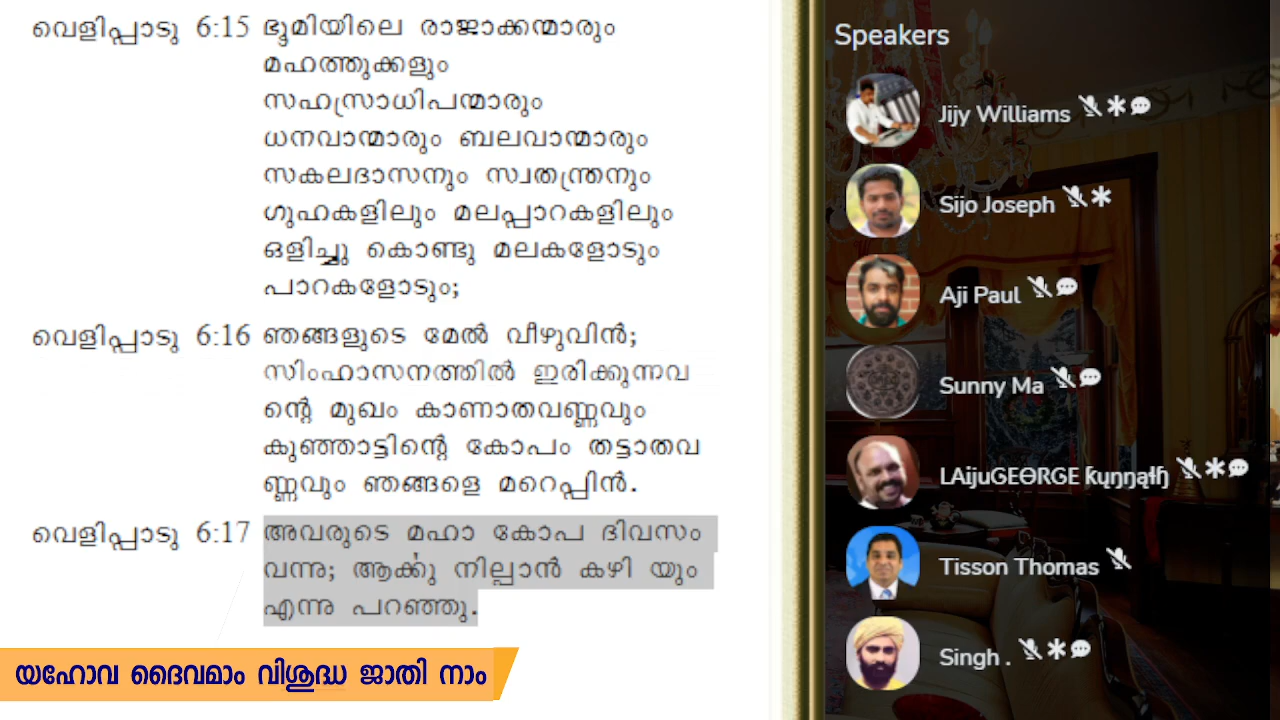 വെളിപ്പാടു 6:15 ഭൂമിയിലെ രാജാക്കന്മാരും
മഹത്തുക്കളും
സഹസ്രാധിപന്മാരും
ധനവാന്മാരും ബലവാന്മാരും
സകലദാസനും സ്വതന്ത്രനും
ഗുഹകളിലും മലപ്പാറകളിലും
ഒളിച്ചു കൊണ്ടു മലകളോടും
പാറകളോടും;
വെളിപ്പാടു 6:16 ഞങ്ങളുടെ മേൽ വീഴുവിൻ;
സിംഹാസനത്തിൽ ഇരിക്കുന്നവ
ന്റെ മുഖം കാണാതവണ്ണവും
കുഞ്ഞാട്ടിന്റെ കോപം തട്ടാതവ
ണ്ണവും ഞങ്ങളെ മറെപ്പിൻ.
വെളിപ്പാടു 6:17 അവരുടെ മഹാ കോപ ദിവസം
വന്നു; ആർക്കു നില്പാൻ കഴി യും
എന്നു പറഞ്ഞു.
യഹോവ ദൈവമാം വിശുദ്ധ ജാതി നാം
Speakers
Jijy Williams
Sijo Joseph
Aji Paul
Sunny Ma
LAijuGEORGE
Tisson Thomas
Singh .